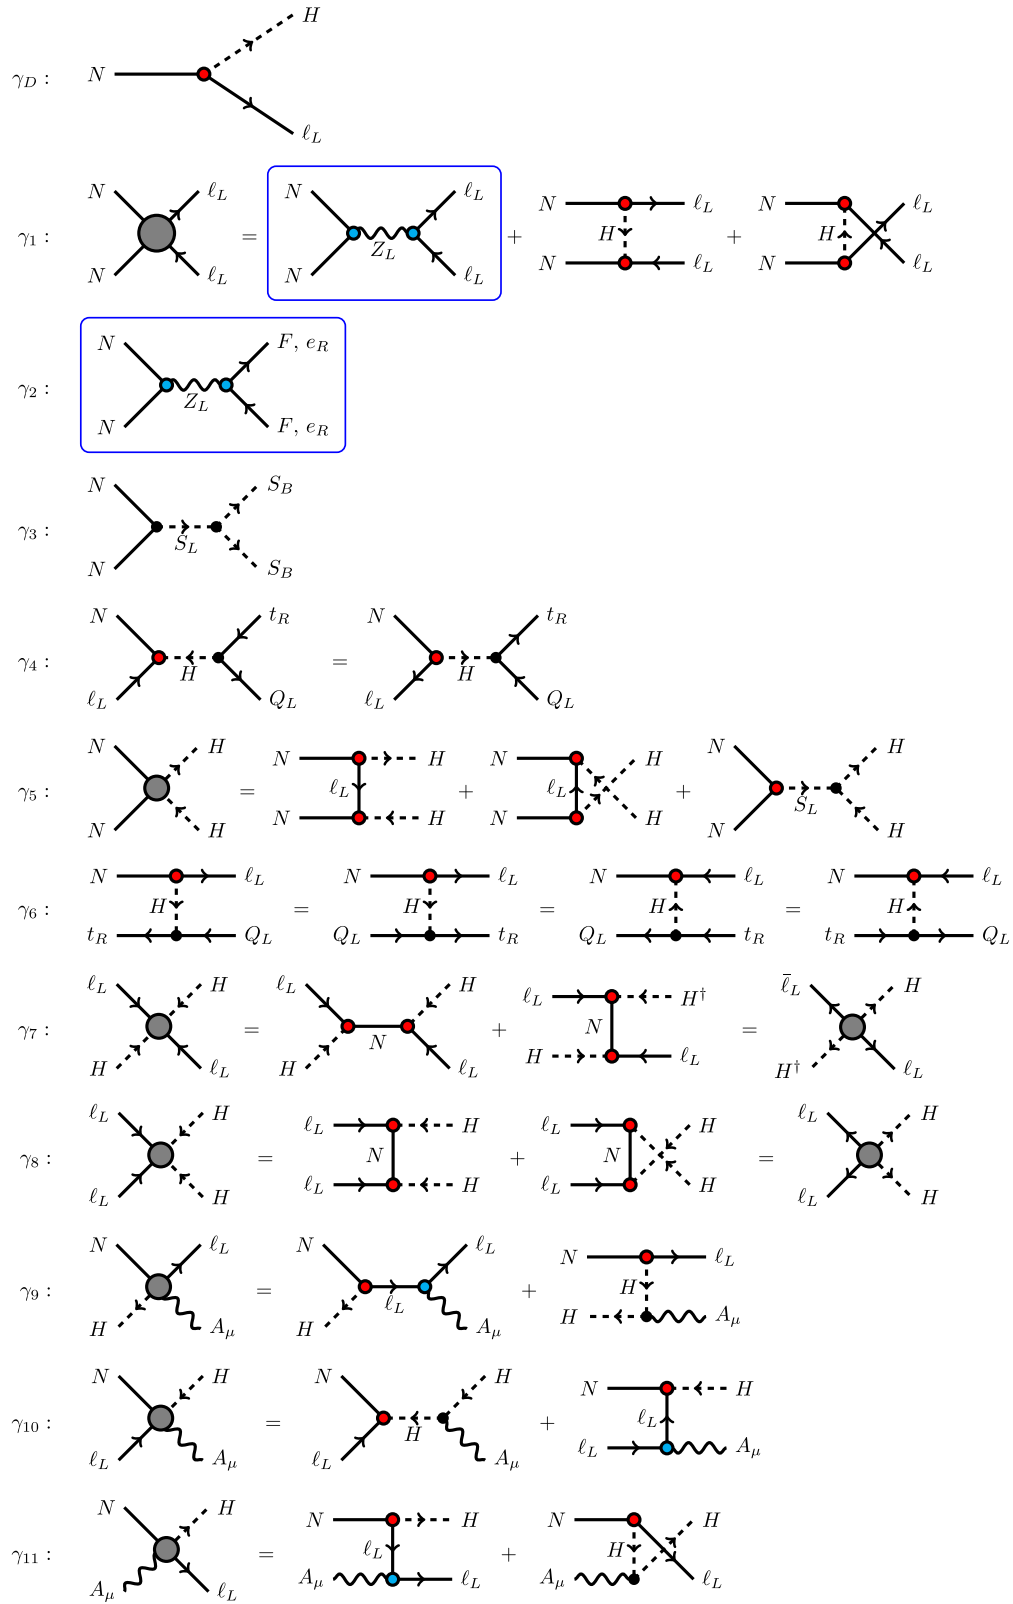 γ_D : N H ℓ_L
γ_1 : N N ℓ_L ℓ_L = N N Z_L ℓ_L ℓ_L + N N H ℓ_L ℓ_L + N N H ℓ_L ℓ_L
γ_2 : N N Z_L F, e_R F, e_R
γ_3 : N N S_L S_B S_B
γ_4 : N ℓ_L H t_R Q_L = N ℓ_L H t_R Q_L
γ_5 : N N H H = N N ℓ_L H H + N N ℓ_L H H + N N S_L H H
γ_6 : N t_R H ℓ_L Q_L = N Q_L H ℓ_L t_R = N Q_L H ℓ_L t_R = N t_R H ℓ_L Q_L
γ_7 : ℓ_L H H ℓ_L = ℓ_L H N H ℓ_L + ℓ_L H N H† ℓ_L = ℓ̄_L H† H ℓ_L
γ_8 : ℓ_L ℓ_L H H = ℓ_L ℓ_L N H H + ℓ_L ℓ_L N H H = ℓ_L ℓ_L H H
γ_9 : N H ℓ_L A_μ = N H ℓ_L ℓ_L A_μ + N H H ℓ_L A_μ
γ_10 : N ℓ_L H A_μ = N ℓ_L H H A_μ + N ℓ_L ℓ_L H A_μ
γ_11 : N A_μ H ℓ_L = N A_μ ℓ_L H ℓ_L + N A_μ H H ℓ_L